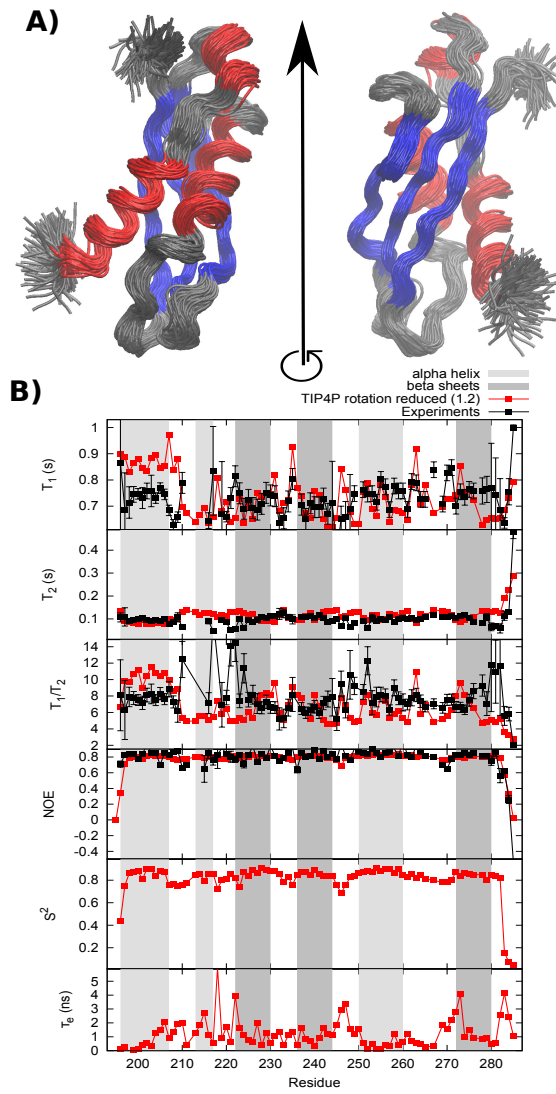 A)
B)
alpha helix
beta sheets
TIP4P rotation reduced (1.2)
Experiments
T1 (s)
1
0.9
0.8
0.7
T2 (s)
0.4
0.3
0.2
0.1
T1/T2
14
12
10
8
6
4
2
NOE
0.8
0.6
0.4
0.2
0
-0.2
-0.4
S2
0.8
0.6
0.4
0.2
τe (ns)
5
4
3
2
1
0
200 210 220 230 240 250 260 270 280
Residue